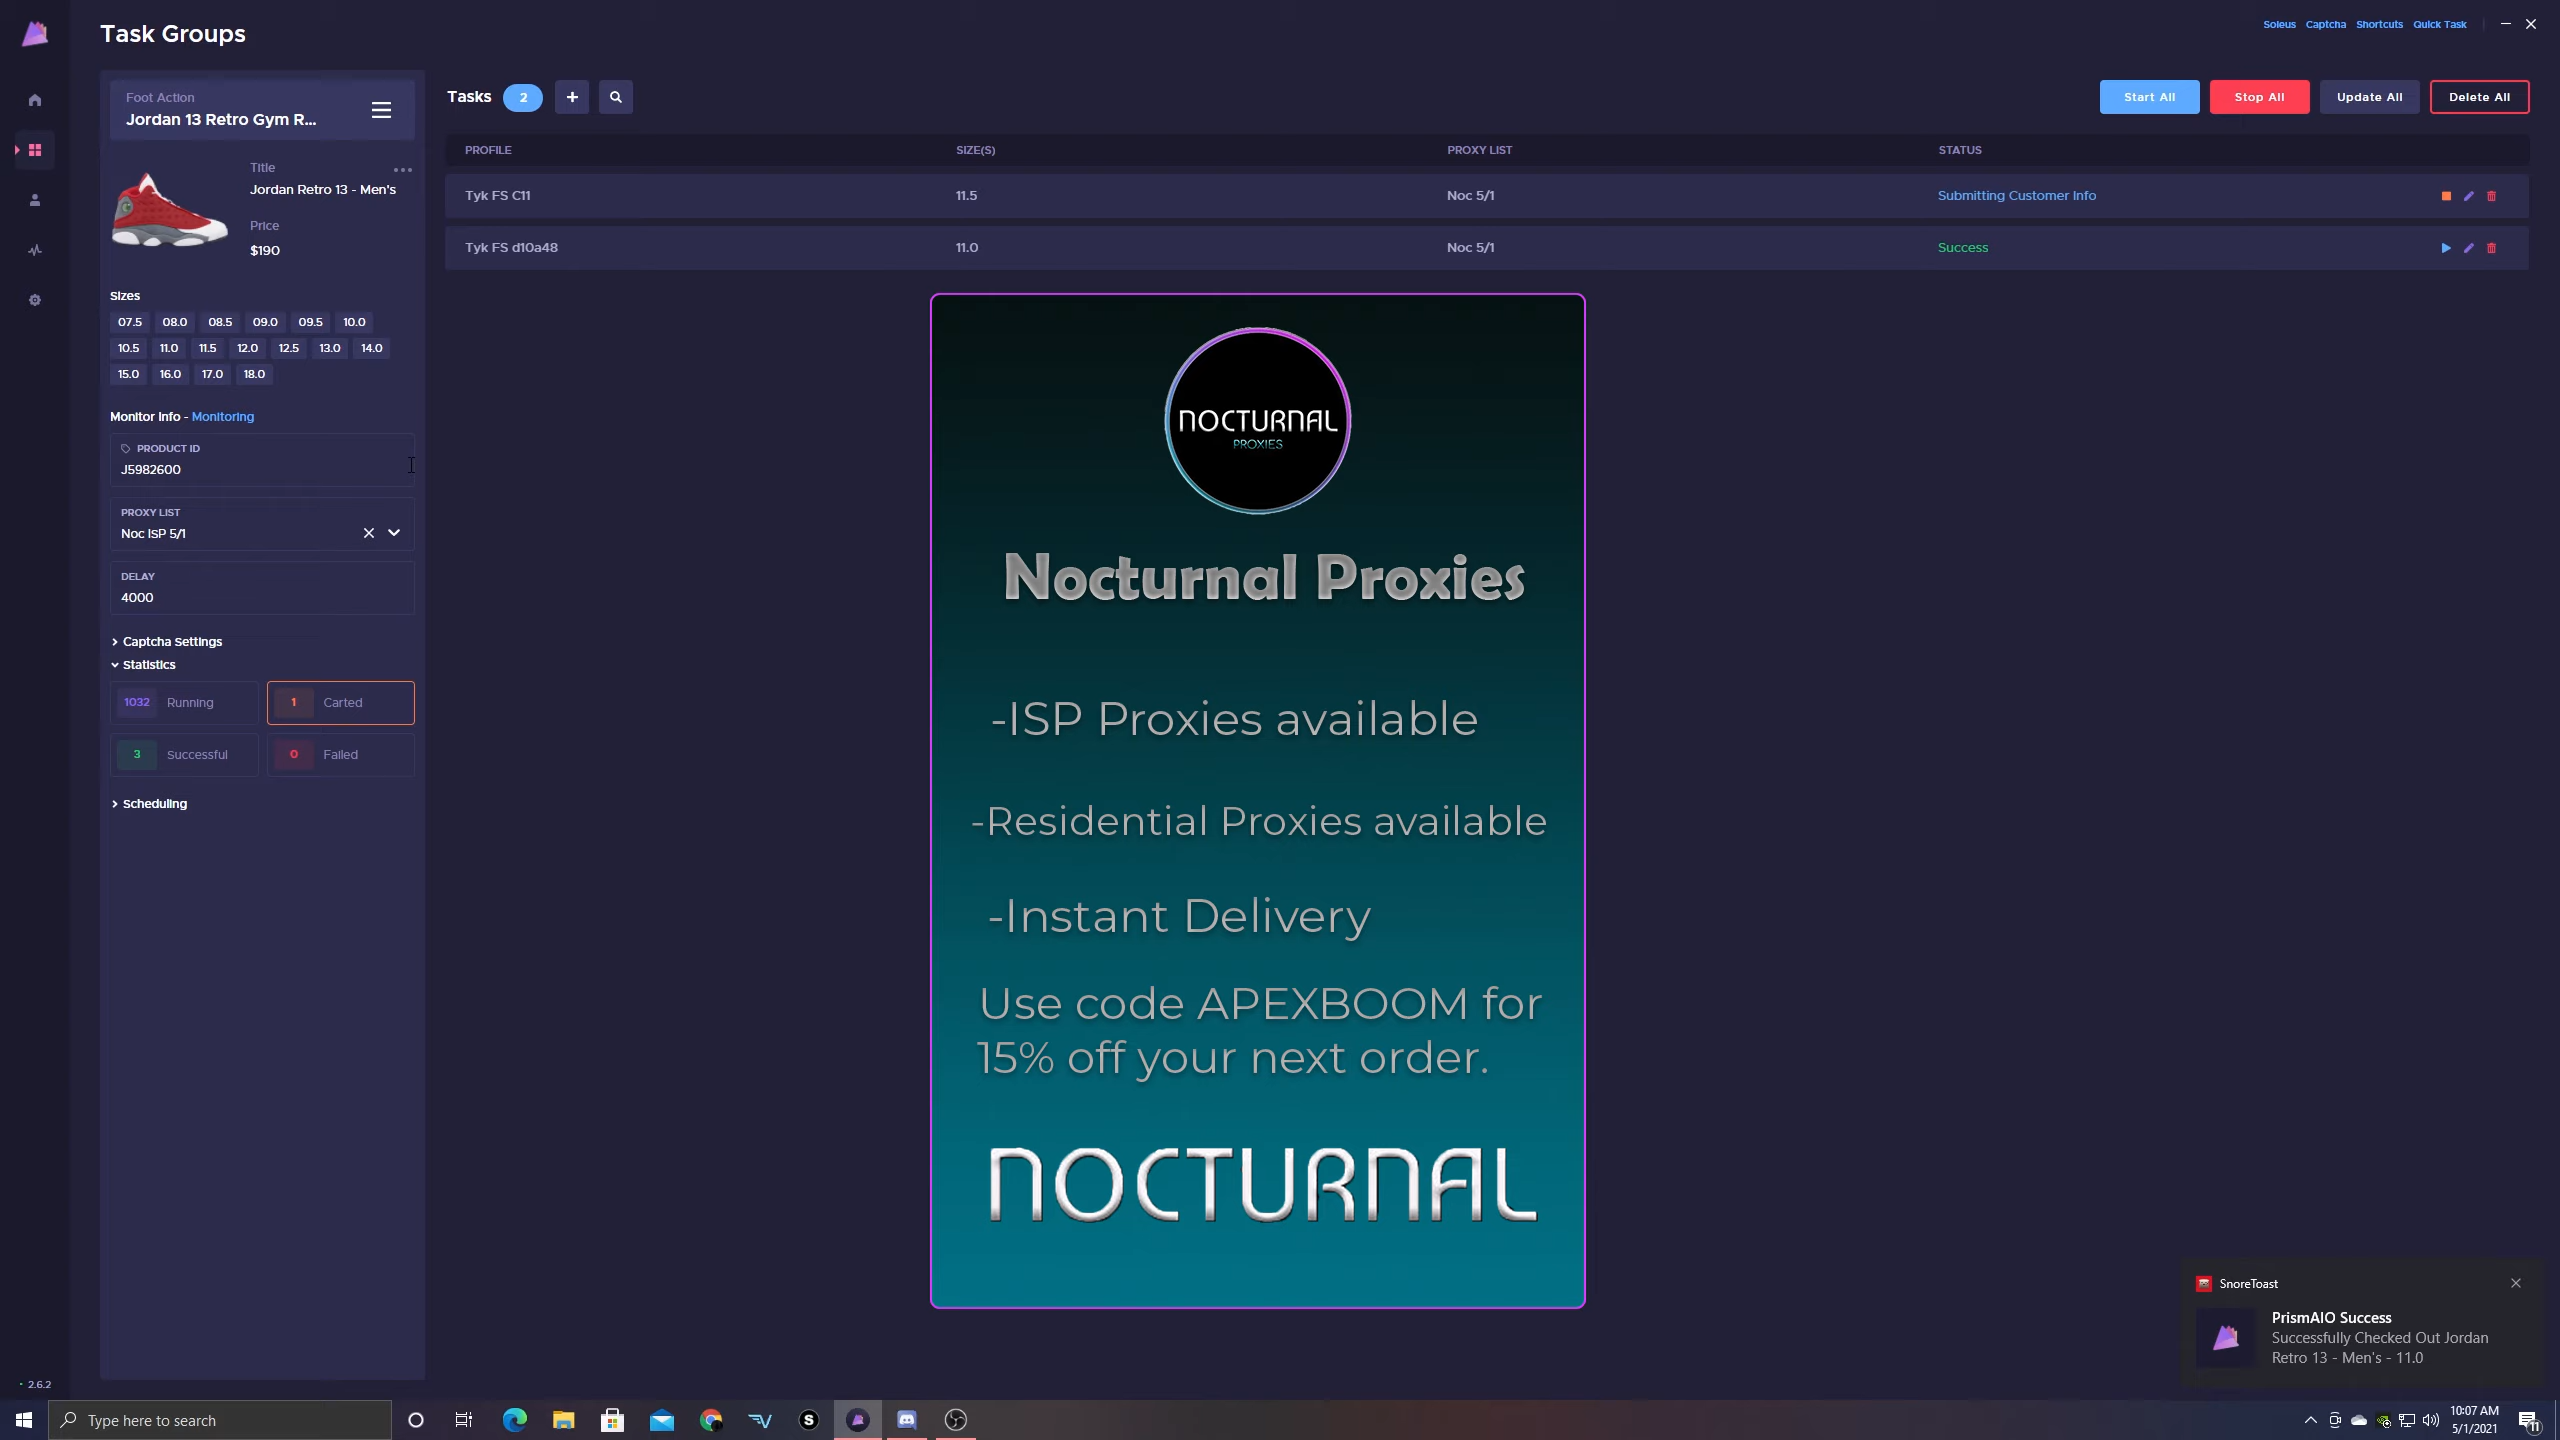 Task Groups
Soleus Captcha Shortcuts Quick Task
Foot Action
Jordan 13 Retro Gym R...
Title
Jordan Retro 13 - Men's
Price
$190
Sizes
07.5 08.0 08.5 09.0 09.5 10.0
10.5 11.0 11.5 12.0 12.5 13.0 14.0
15.0 16.0 17.0 18.0
Monitor Info - Monitoring
PRODUCT ID
J5982600
PROXY LIST
Noc ISP 5/1
DELAY
4000
Captcha Settings
Statistics
1032 Running 1 Carted
3 Successful 0 Failed
Scheduling
2.6.2
Tasks 2
Start All Stop All Update All Delete All
PROFILE SIZE(S) PROXY LIST STATUS
Tyk FS C11 11.5 Noc 5/1 Submitting Customer Info
Tyk FS d10a48 11.0 Noc 5/1 Success
NOCTURNAL
PROXIES
Nocturnal Proxies
-ISP Proxies available
-Residential Proxies available
-Instant Delivery
Use code APEXBOOM for
15% off your next order.
NOCTURNAL
SnoreToast
PrismAIO Success
Successfully Checked Out Jordan
Retro 13 - Men's - 11.0
Type here to search
S
10:07 AM
5/1/2021
11